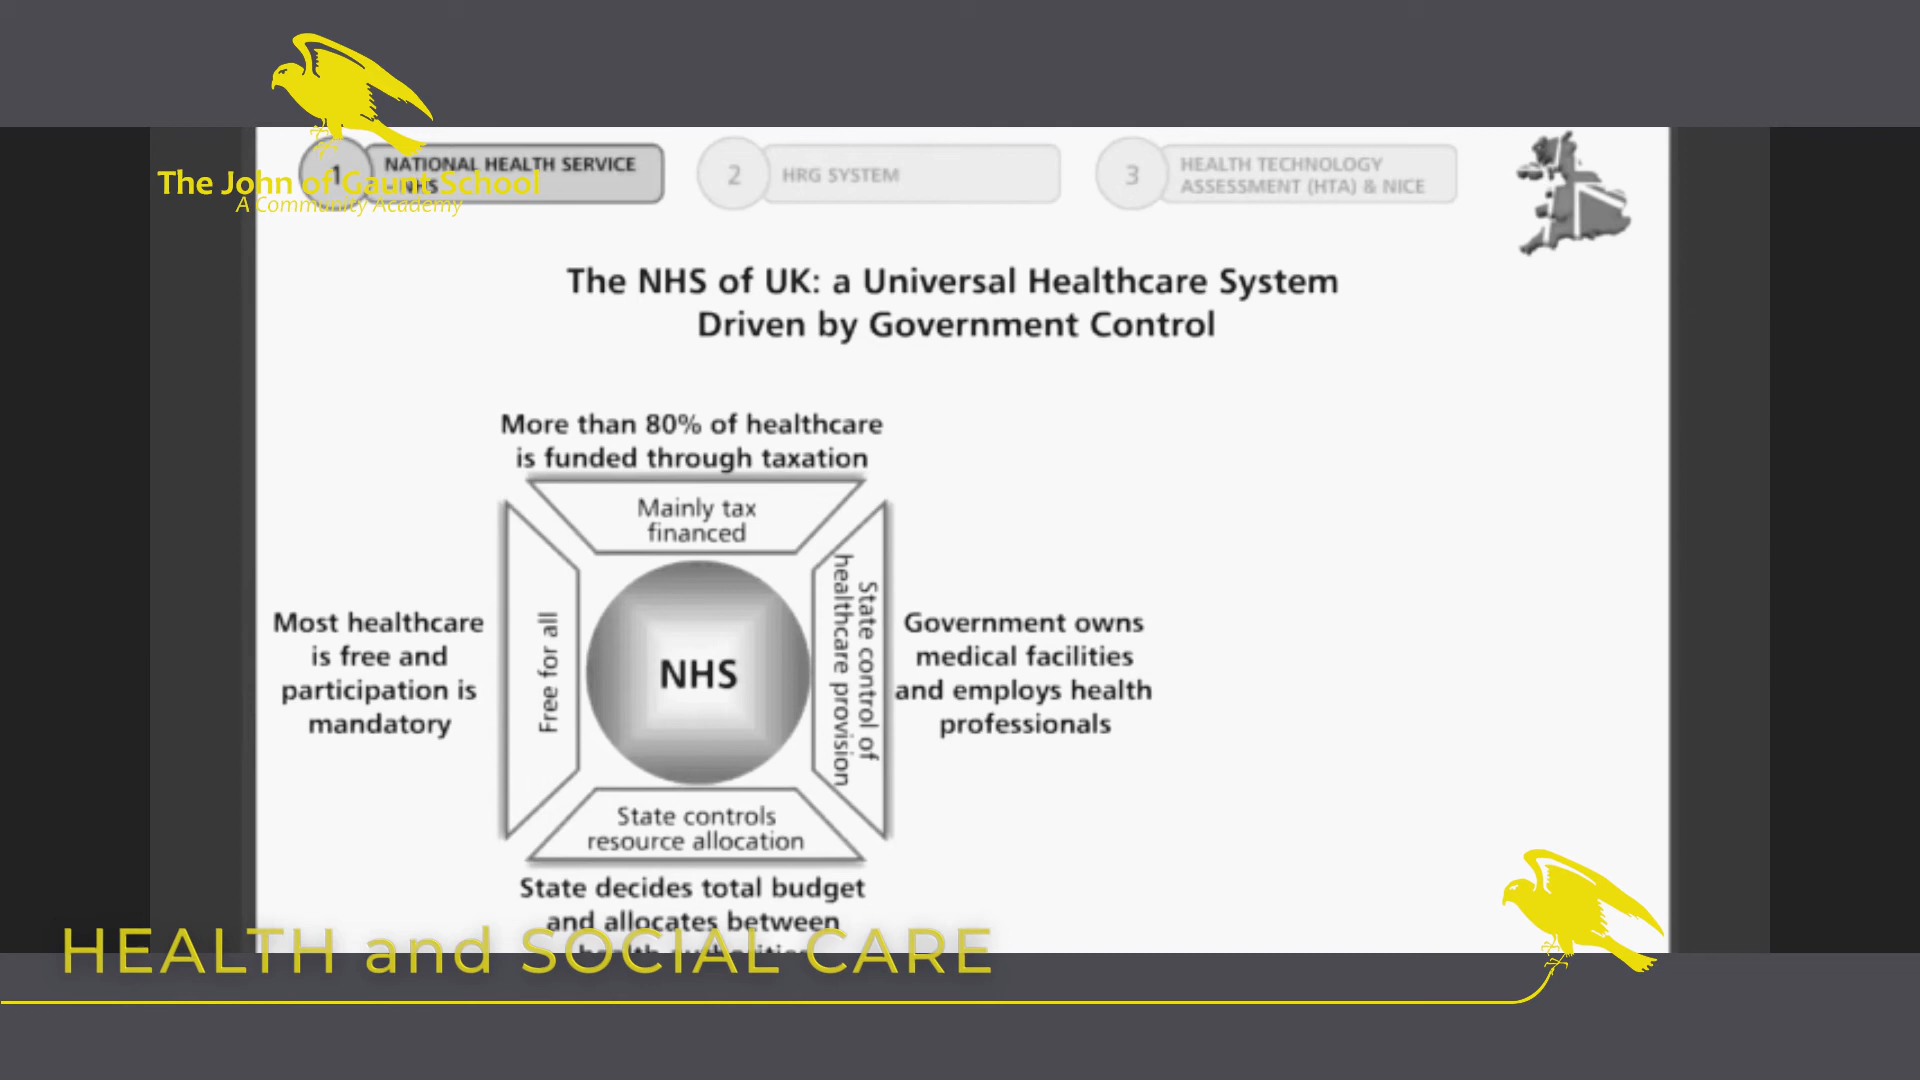 The John of Gaunt School
A Community Academy
1
NATIONAL HEALTH SERVICE
NHS
2
HRG SYSTEM
3
HEALTH TECHNOLOGY
ASSESSMENT (HTA) & NICE
The NHS of UK: a Universal Healthcare System
Driven by Government Control
More than 80% of healthcare
is funded through taxation
Mainly tax
financed
Most healthcare
is free and
participation is
mandatory
Free for all
NHS
State control of
healthcare provision
Government owns
medical facilities
and employs health
professionals
State controls
resource allocation
State decides total budget
and allocates between
HEALTH and SOCIAL CARE